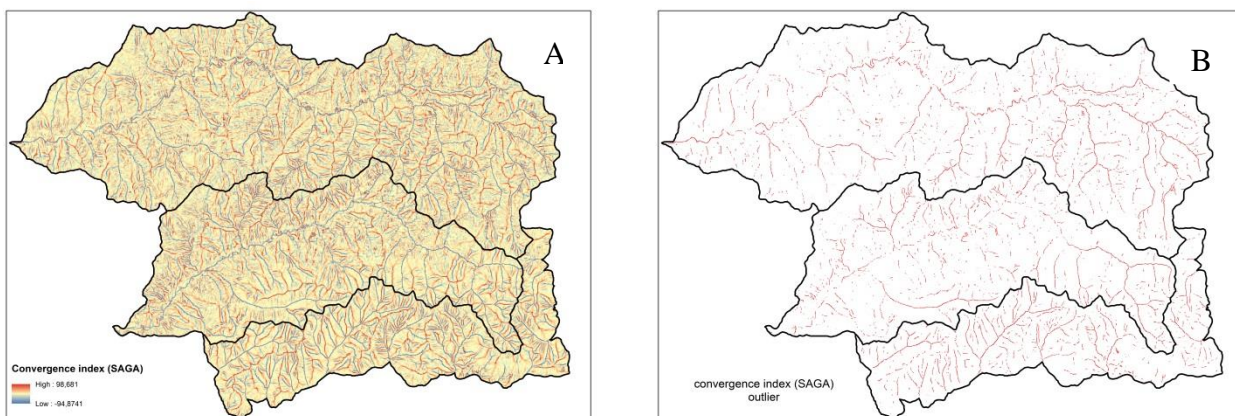 A
Convergence index (SAGA)
High : 98,681
Low : -94,8741
B
convergence index (SAGA)
outlier